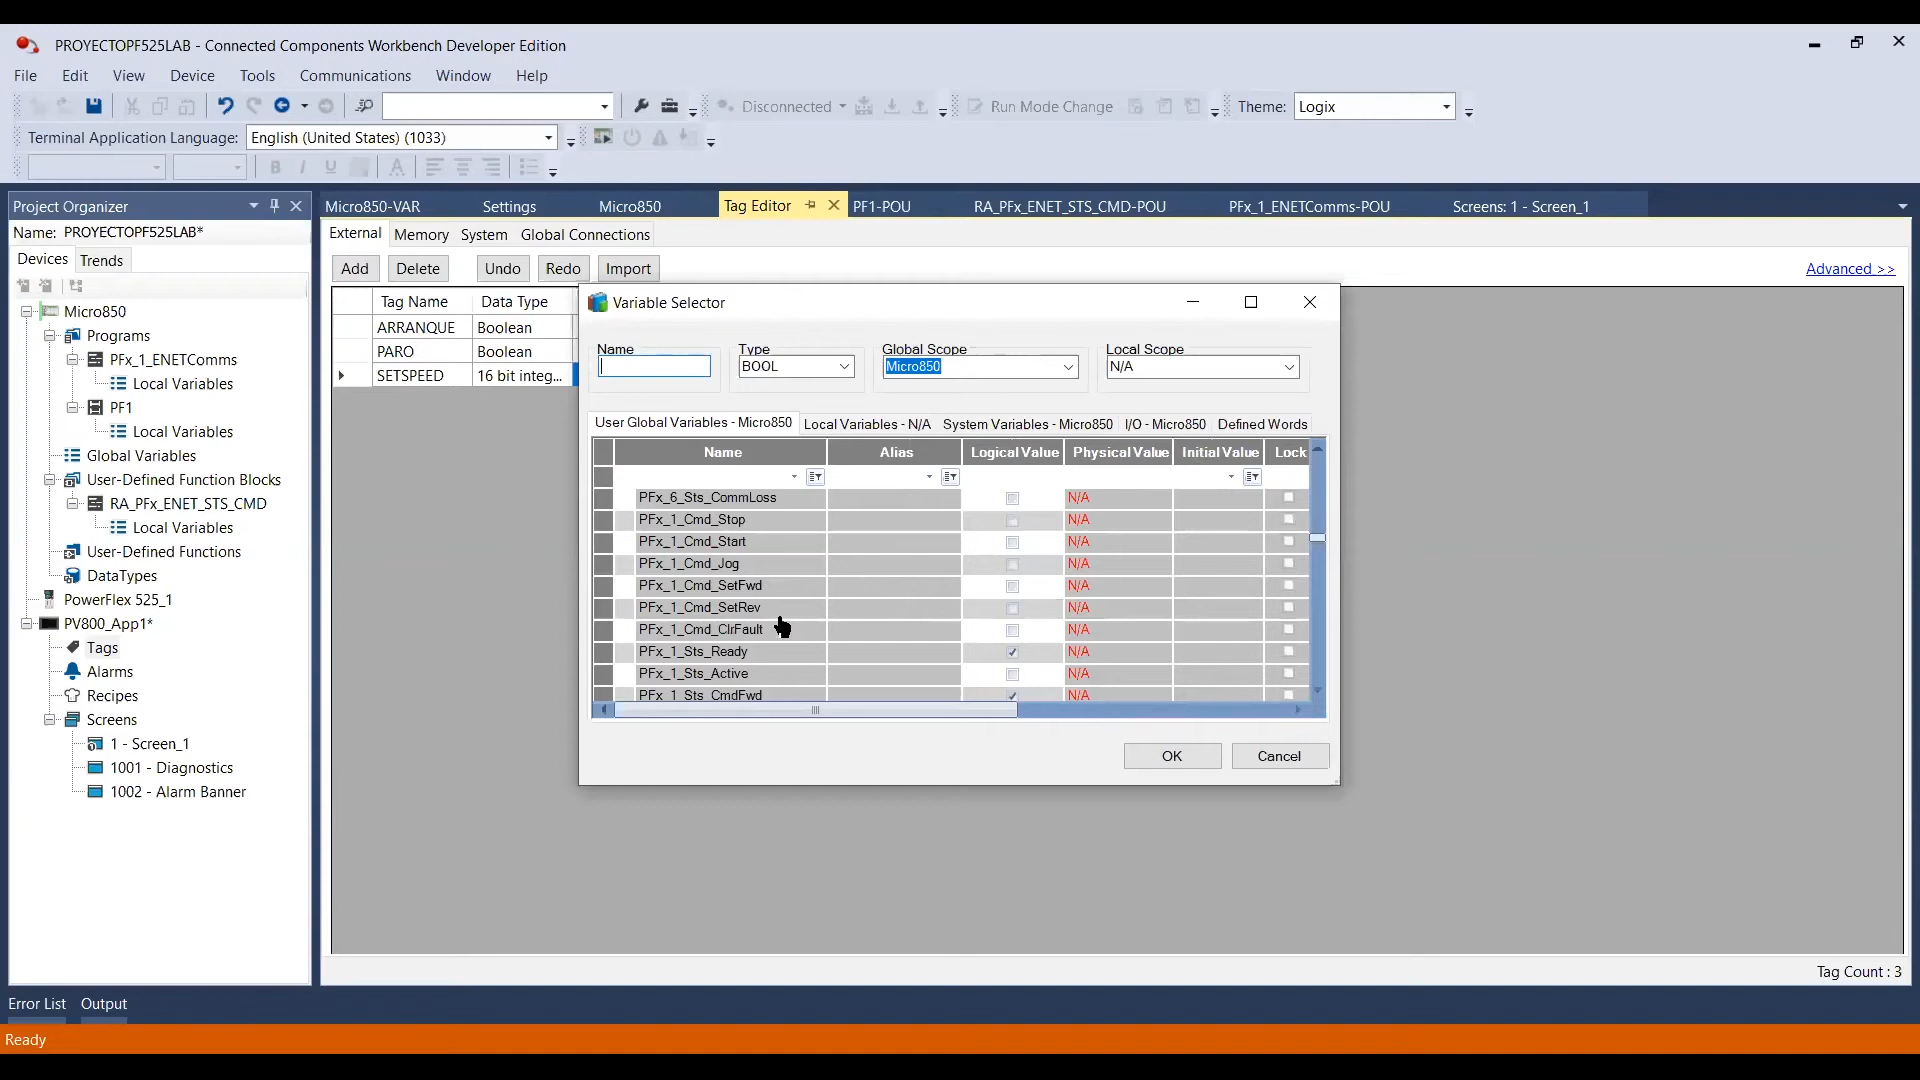 PROYECTOPF525LAB - Connected Components Workbench Developer Edition
File Edit View Device Tools Communications Window Help
Disconnected Run Mode Change Theme: Logix
Terminal Application Language: English (United States) (1033)
Project Organizer
Name: PROYECTOPF525LAB*
Devices Trends
Micro850
Programs
PFx_1_ENETComms
Local Variables
PF1
Local Variables
Global Variables
User-Defined Function Blocks
RA_PFx_ENET_STS_CMD
Local Variables
User-Defined Functions
DataTypes
PowerFlex 525_1
PV800_App1*
Tags
Alarms
Recipes
Screens
1 - Screen_1
1001 - Diagnostics
1002 - Alarm Banner
Micro850-VAR Settings Micro850 Tag Editor PF1-POU RA_PFx_ENET_STS_CMD-POU PFx_1_ENETComms-POU Screens: 1 - Screen_1
External Memory System Global Connections
Add Delete Undo Redo Import Advanced >>
Tag Name Data Type
ARRANQUE Boolean
PARO Boolean
SETSPEED 16 bit integ...
Variable Selector
Name Type Global Scope Local Scope
BOOL Micro850 N/A
User Global Variables - Micro850 Local Variables - N/A System Variables - Micro850 I/O - Micro850 Defined Words
Name Alias Logical Value Physical Value Initial Value Lock
PFx_6_Sts_CommLoss N/A
PFx_1_Cmd_Stop N/A
PFx_1_Cmd_Start N/A
PFx_1_Cmd_Jog N/A
PFx_1_Cmd_SetFwd N/A
PFx_1_Cmd_SetRev N/A
PFx_1_Cmd_ClrFault N/A
PFx_1_Sts_Ready N/A
PFx_1_Sts_Active N/A
PFx_1_Sts_CmdFwd N/A
OK Cancel
Tag Count : 3
Error List Output
Ready